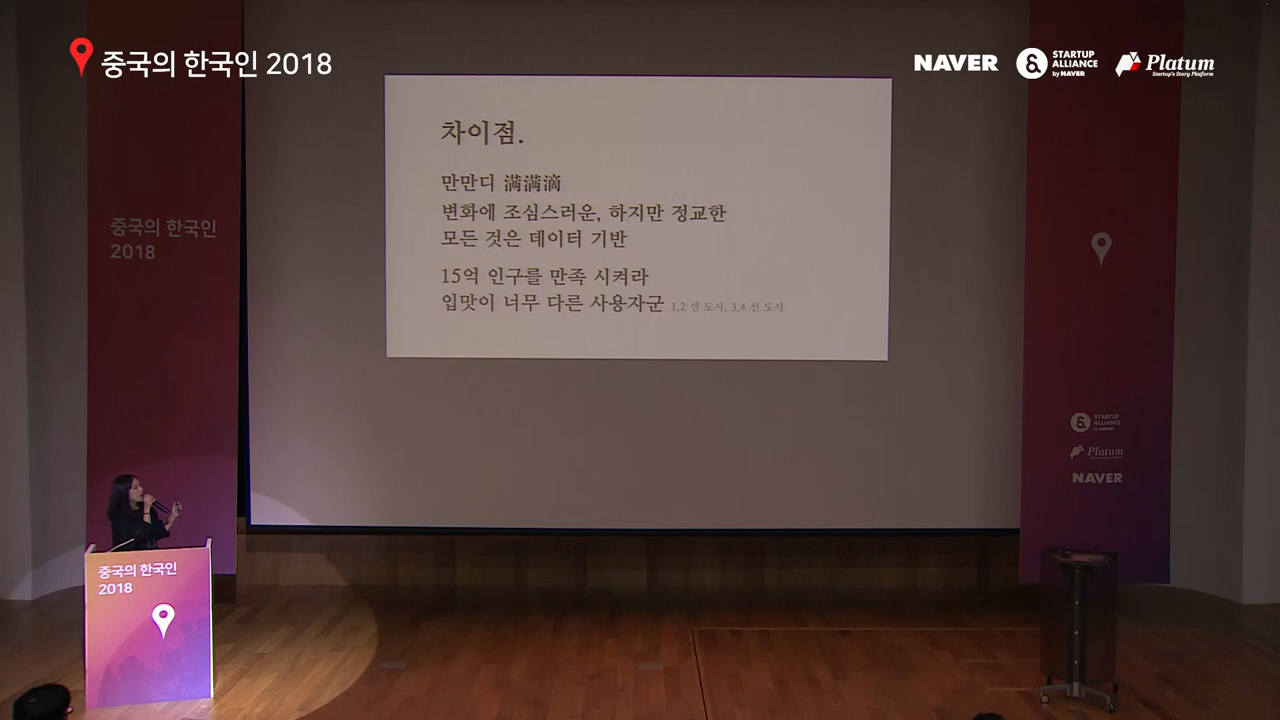 중국의 한국인 2018
NAVER
& STARTUP ALLIANCE by NAVER
Platum
Startup's Story Platform
차이점.
만만디 满满滴
변화에 조심스러운, 하지만 정교한
모든 것은 데이터 기반
15억 인구를 만족 시켜라
입맛이 너무 다른 사용자군 1,2 선 도시, 3,4 선 도시
중국의 한국인
2018
& STARTUP ALLIANCE by NAVER
Platum
NAVER
중국의 한국인
2018